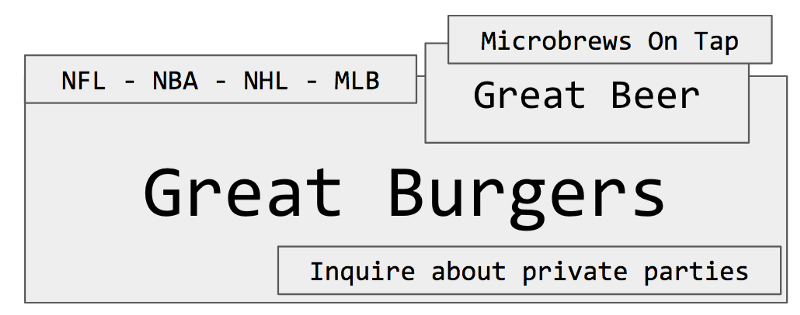 Microbrews On Tap
NFL - NBA - NHL - MLB
Great Beer
Great Burgers
Inquire about private parties